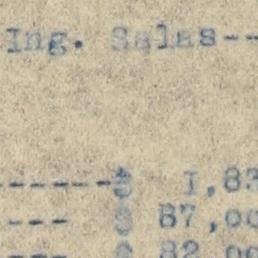 Ing. Salas--
------$ 1,83
---- $ 87,00
--- $ 82,00